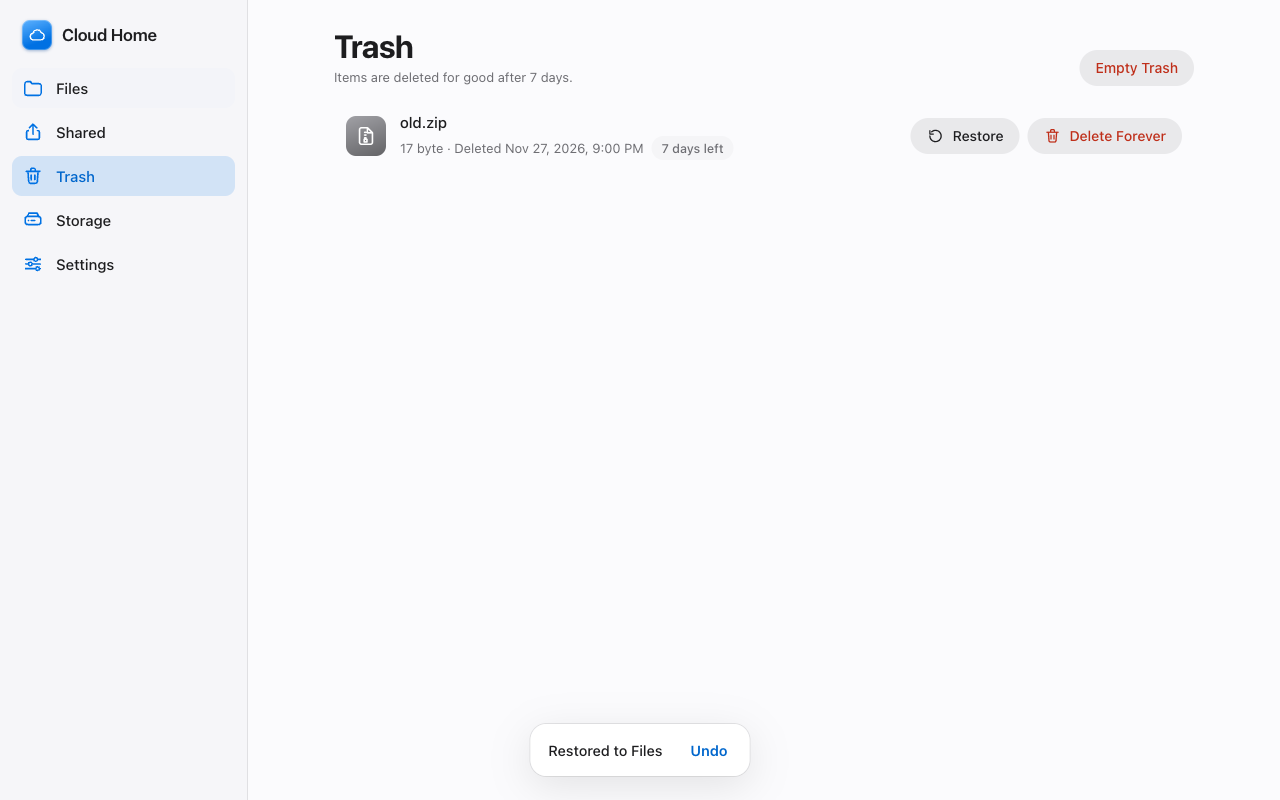 Cloud Home
Files
Shared
Trash
Storage
Settings
Trash
Items are deleted for good after 7 days.
Empty Trash
old.zip
17 byte · Deleted Nov 27, 2026, 9:00 PM 7 days left
Restore
Delete Forever
Restored to Files Undo